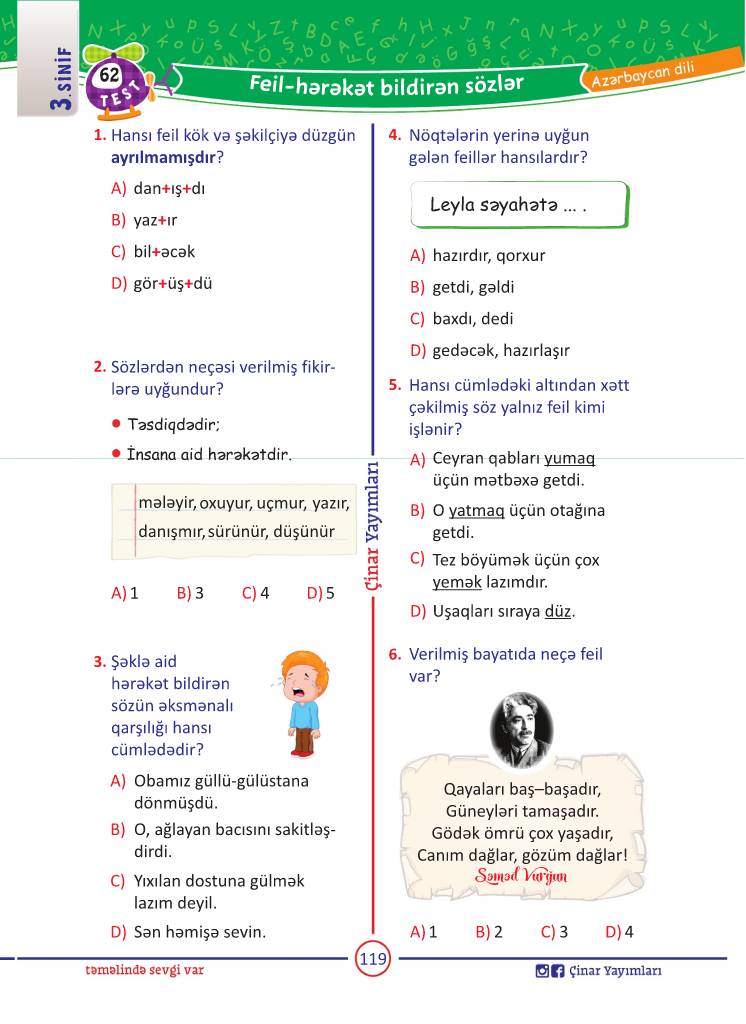 3. SİNİF
62
TEST
Feil-hərəkət bildirən sözlər
Azərbaycan dili
1. Hansı feil kök və şəkilçiyə düzgün
ayrılmamışdır?
A) dan+ış+dı
B) yaz+ır
C) bil+əcək
D) gör+üş+dü
2. Sözlərdən neçəsi verilmiş fikir-
lərə uyğundur?
• Təsdiqdədir;
• İnsana aid hərəkətdir.
mələyir, oxuyur, uçmur, yazır,
danışmır, sürünür, düşünür
A) 1 B) 3 C) 4 D) 5
3. Şəklə aid
hərəkət bildirən
sözün əksmənalı
qarşılığı hansı
cümlədədir?
A) Obamız güllü-gülüstana
dönmüşdü.
B) O, ağlayan bacısını sakitləş-
dirdi.
C) Yıxılan dostuna gülmək
lazım deyil.
D) Sən həmişə sevin.
Çinar Yayımları
4. Nöqtələrin yerinə uyğun
gələn feillər hansılardır?
Leyla səyahətə ... .
A) hazırdır, qorxur
B) getdi, gəldi
C) baxdı, dedi
D) gedəcək, hazırlaşır
5. Hansı cümlədəki altından xətt
çəkilmiş söz yalnız feil kimi
işlənir?
A) Ceyran qabları yumaq
üçün mətbəxə getdi.
B) O yatmaq üçün otağına
getdi.
C) Tez böyümək üçün çox
yemək lazımdır.
D) Uşaqları sıraya düz.
6. Verilmiş bayatıda neçə feil
var?
Qayaları baş–başadır,
Güneyləri tamaşadır.
Gödək ömrü çox yaşadır,
Canım dağlar, gözüm dağlar!
Səməd Vurğun
A) 1 B) 2 C) 3 D) 4
təməlində sevgi var
119
Çinar Yayımları